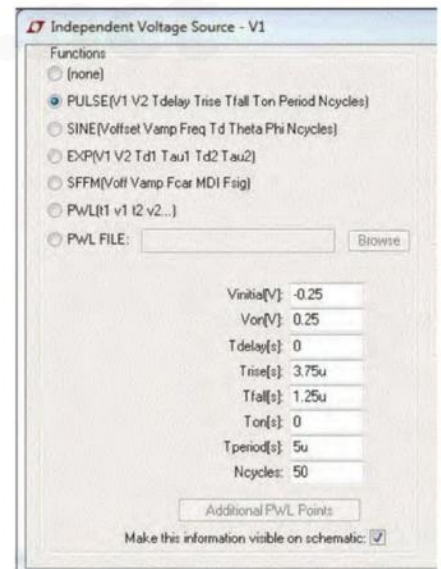 Independent Voltage Source - V1
Functions
(none)
PULSE(V1 V2 Tdelay Trise Tfall Ton Period Ncycles)
SINE(Voffset Vamp Freq Td Theta Phi Ncycles)
EXP(V1 V2 Td1 Tau1 Td2 Tau2)
SFFM(Voff Vamp Fcar MDI Fsig)
PWL(t1 v1 t2 v2...)
PWL FILE: Browse
Vinitial[V]: -0.25
Von[V]: 0.25
Tdelay[s]: 0
Trise[s]: 3.75u
Tfall[s]: 1.25u
Ton[s]: 0
Tperiod[s]: 5u
Ncycles: 50
Additional PWL Points
Make this information visible on schematic: